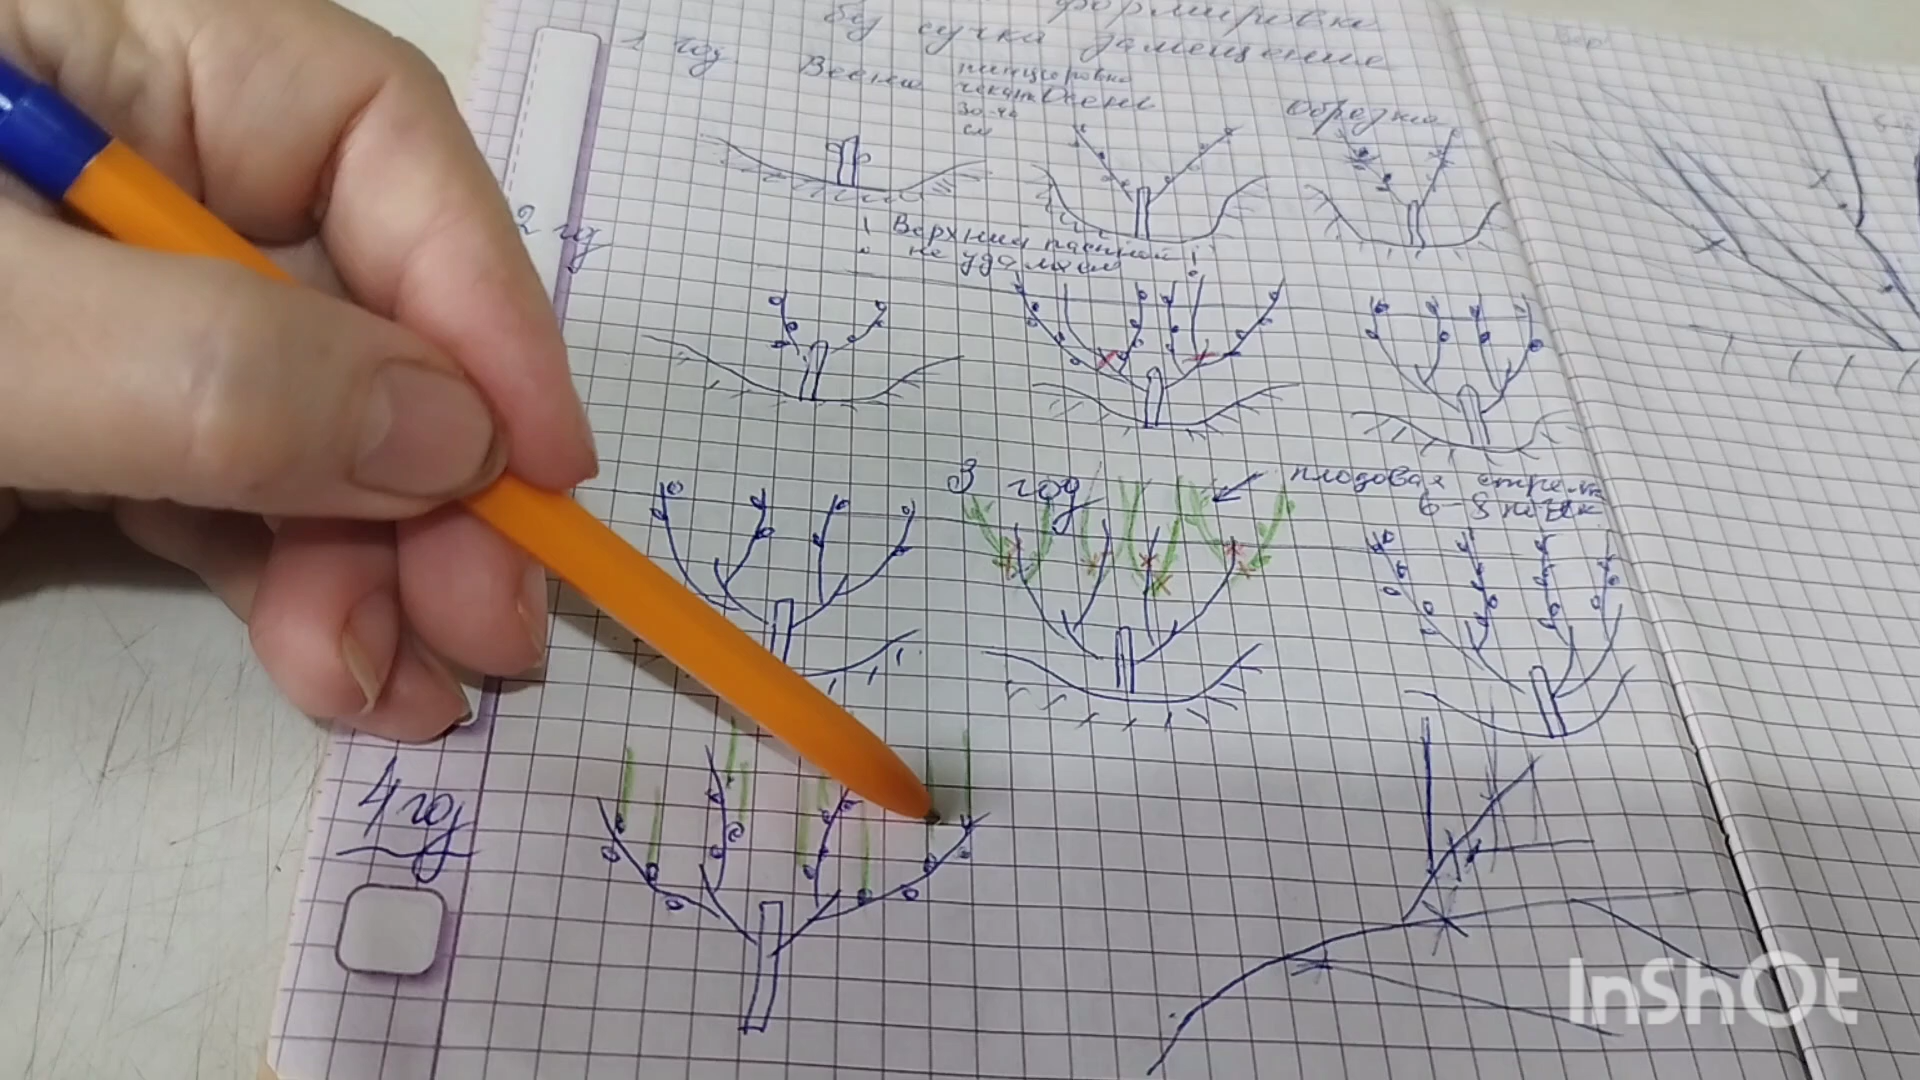 формировка
без сучка замещение
1 год
Весно
пинцировка
Осень
30-40
см
Обрезка
2 год
! Верхний пасынок !
не удаляем
3 год
плодовая стрелка
6-8 почек
4 год
InShOt